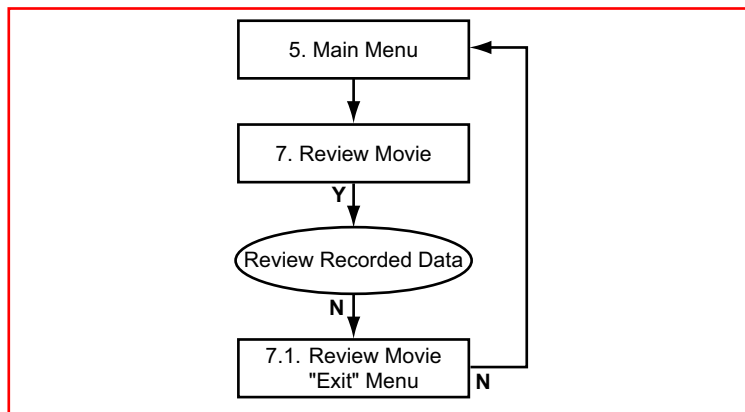 5. Main Menu
7. Review Movie
Y
Review Recorded Data
N
7.1. Review Movie
"Exit" Menu
N